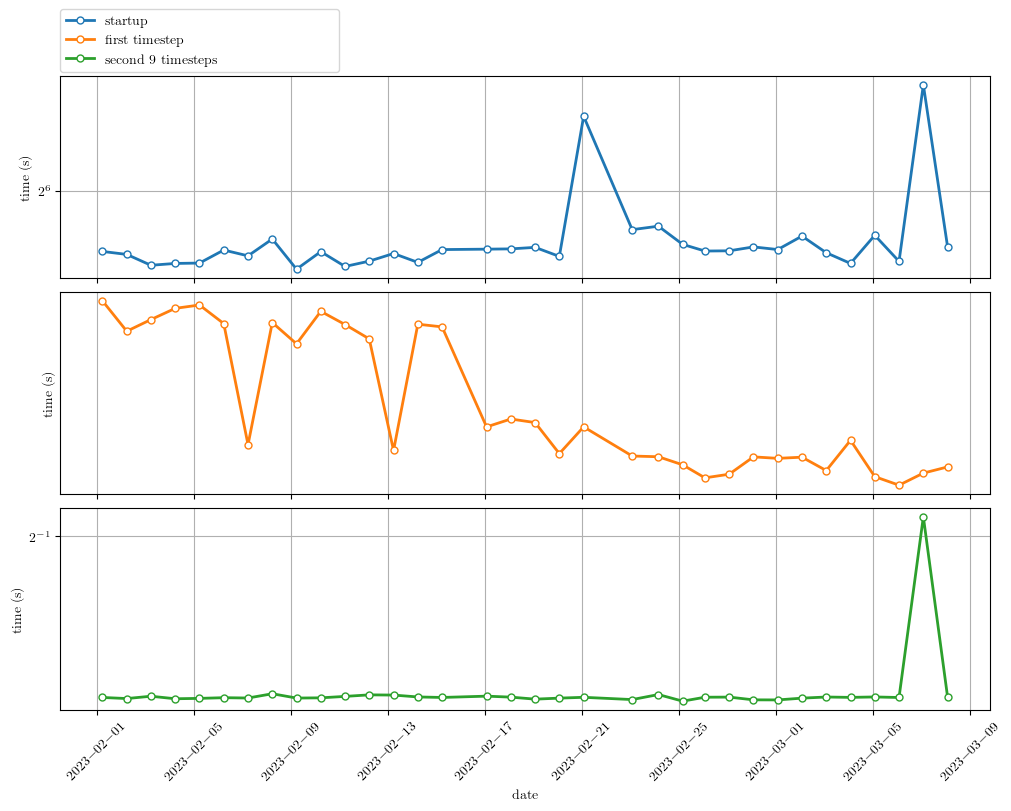 startup
first timestep
second 9 timesteps
time (s)
2^6
time (s)
time (s)
2^−1
2023−02−01
2023−02−05
2023−02−09
2023−02−13
2023−02−17
2023−02−21
2023−02−25
2023−03−01
2023−03−05
2023−03−09
date